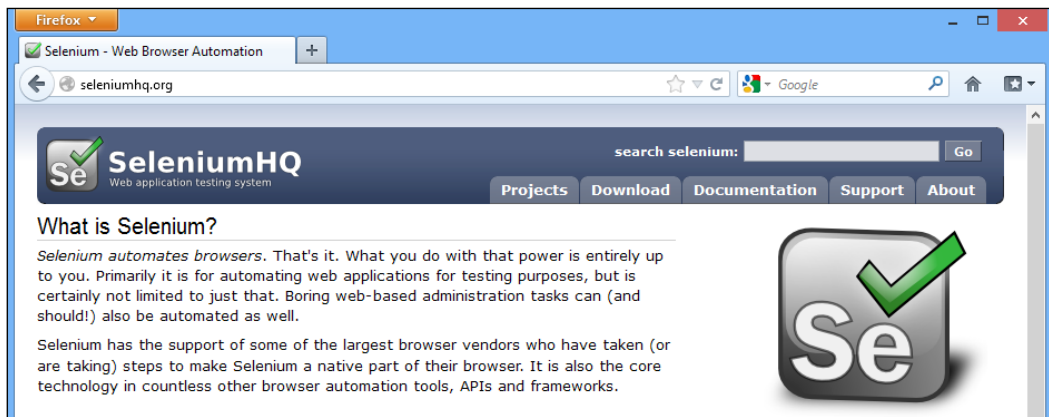 Firefox
Selenium - Web Browser Automation
seleniumhq.org
Google
Se
SeleniumHQ
Web application testing system
search selenium:
Go
Projects Download Documentation Support About
What is Selenium?
Selenium automates browsers. That's it. What you do with that power is entirely up
to you. Primarily it is for automating web applications for testing purposes, but is
certainly not limited to just that. Boring web-based administration tasks can (and
should!) also be automated as well.
Selenium has the support of some of the largest browser vendors who have taken (or
are taking) steps to make Selenium a native part of their browser. It is also the core
technology in countless other browser automation tools, APIs and frameworks.
Se